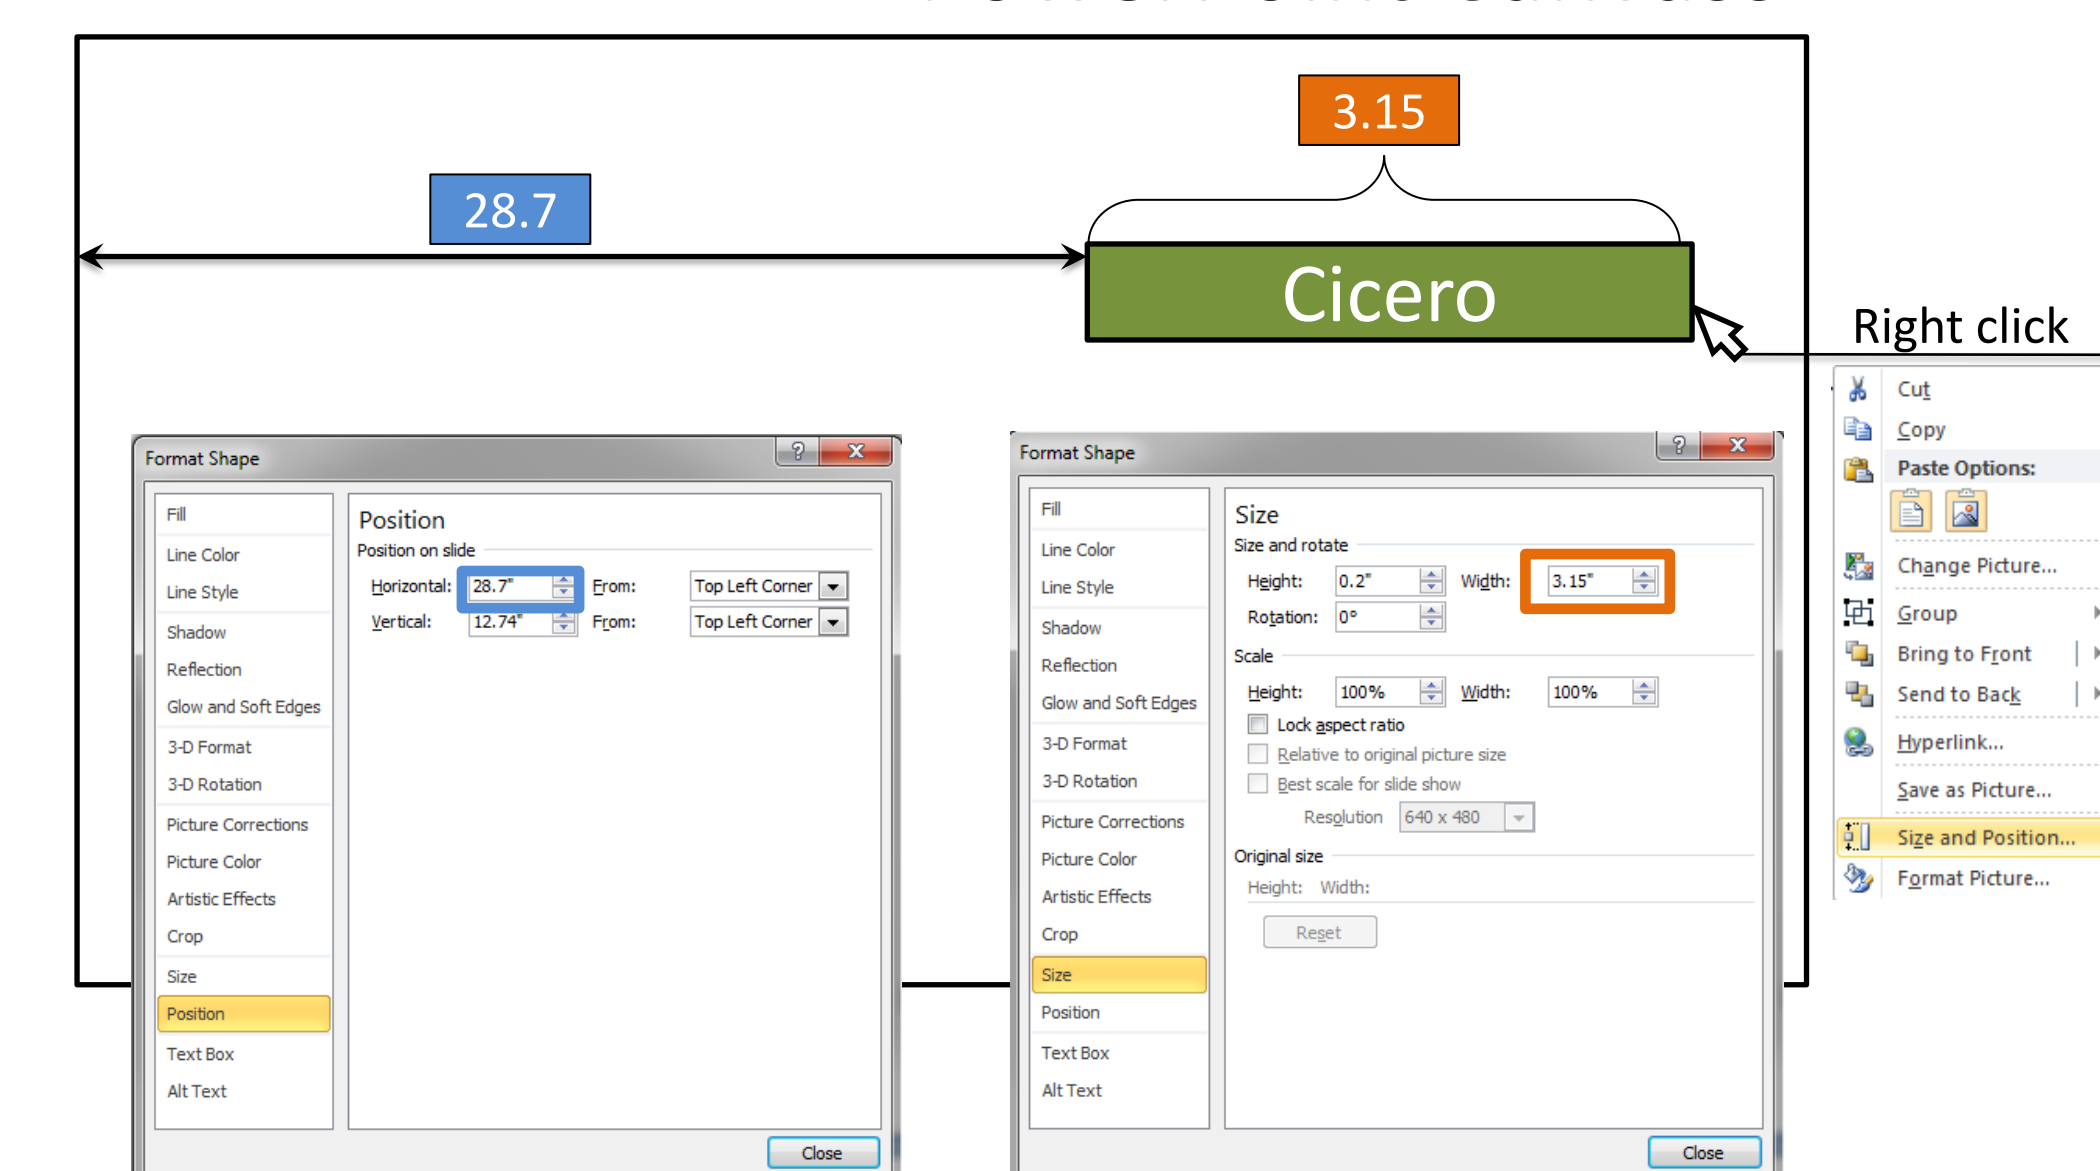 3.15
28.7
Cicero
Right click
Format Shape
Fill
Line Color
Line Style
Shadow
Reflection
Glow and Soft Edges
3-D Format
3-D Rotation
Picture Corrections
Picture Color
Artistic Effects
Crop
Size
Position
Text Box
Alt Text
Position
Position on slide
Horizontal: 28.7" From: Top Left Corner
Vertical: 12.74" From: Top Left Corner
Close
Format Shape
Fill
Line Color
Line Style
Shadow
Reflection
Glow and Soft Edges
3-D Format
3-D Rotation
Picture Corrections
Picture Color
Artistic Effects
Crop
Size
Position
Text Box
Alt Text
Size
Size and rotate
Height: 0.2" Width: 3.15"
Rotation: 0°
Scale
Height: 100% Width: 100%
Lock aspect ratio
Relative to original picture size
Best scale for slide show
Resolution 640 x 480
Original size
Height: Width:
Reset
Close
Cut
Copy
Paste Options:
Change Picture...
Group
Bring to Front
Send to Back
Hyperlink...
Save as Picture...
Size and Position...
Format Picture...